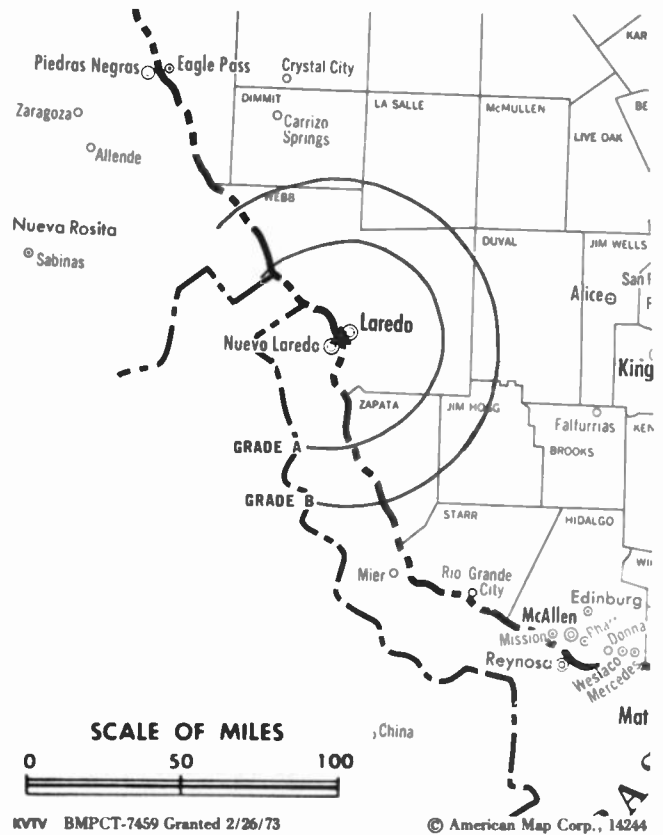 KAR
Piedras Negras
Eagle Pass
Crystal City
DIMMIT
LA SALLE
McMULLEN
BE
Zaragoza
Carrizo
Springs
LIVE OAK
Allende
WEBB
Nueva Rosita
Sabinas
DUVAL
JIM WELLS
San
Alice
Laredo
Nuevo Laredo
King
ZAPATA
JIM HOGG
Falfurrias
KEN
GRADE A
BROOKS
GRADE B
STARR
HIDALGO
Mier
Rio Grande
City
WI
Edinburg
McAllen
Mission
Donna
Reynosa
Weslaco
Mercedes
Mat
SCALE OF MILES
China
0 50 100
KVTV BMPCT-7459 Granted 2/26/73
© American Map Corp., 14244